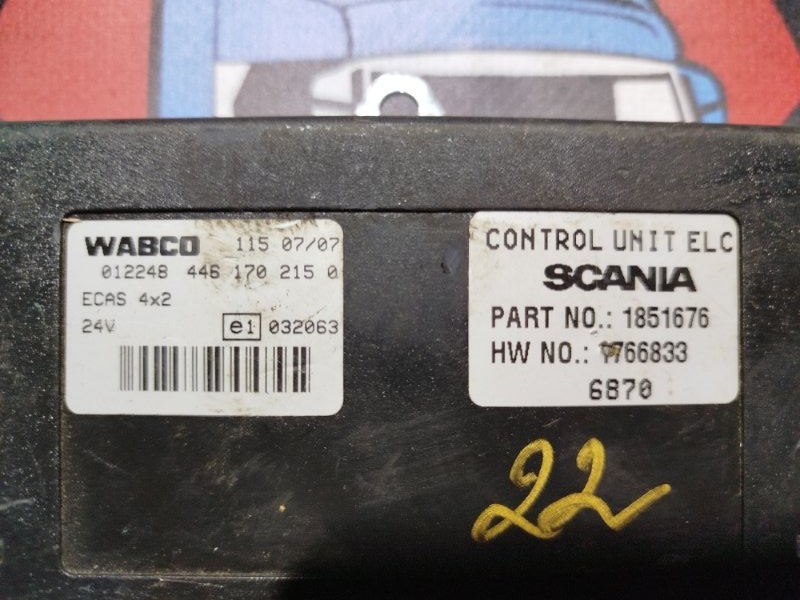 WABCO 115 07/07
012248 446 170 215 0
ECAS 4x2
24V e1 032063
CONTROL UNIT ELC
SCANIA
PART NO.: 1851676
HW NO.: 1766833
6870
22